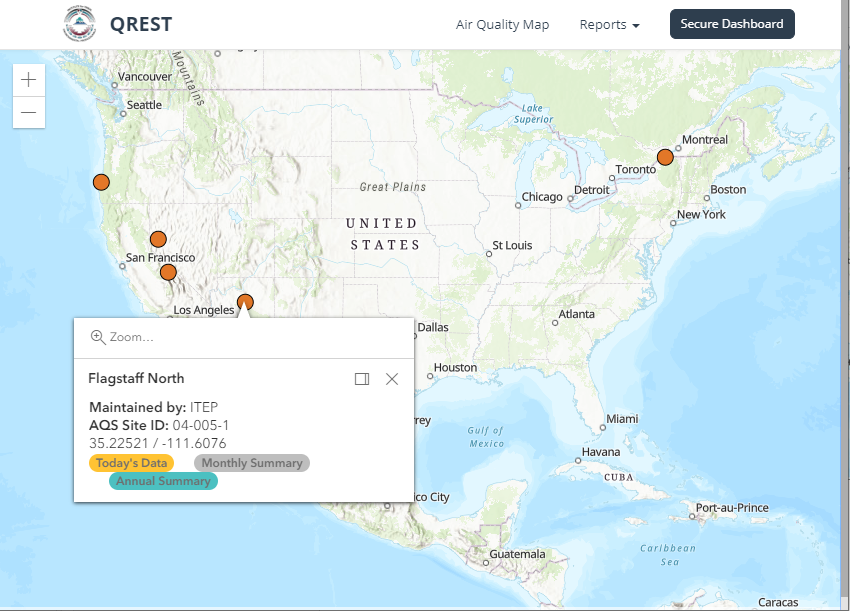 QREST
Air Quality Map
Reports
Secure Dashboard
Vancouver
Mountains
Seattle
Lake
Superior
Montreal
Toronto
Great Plains
Chicago
Detroit
Boston
New York
UNITED
STATES
St Louis
San Francisco
Los Angeles
Atlanta
Dallas
Houston
Zoom...
Flagstaff North
Maintained by: ITEP
AQS Site ID: 04-005-1
35.22521 / -111.6076
Today's Data
Monthly Summary
Annual Summary
rey
Miami
Gulf of
Mexico
Havana
CUBA
co City
Port-au-Prince
Guatemala
Caribbean
Sea
Caracas